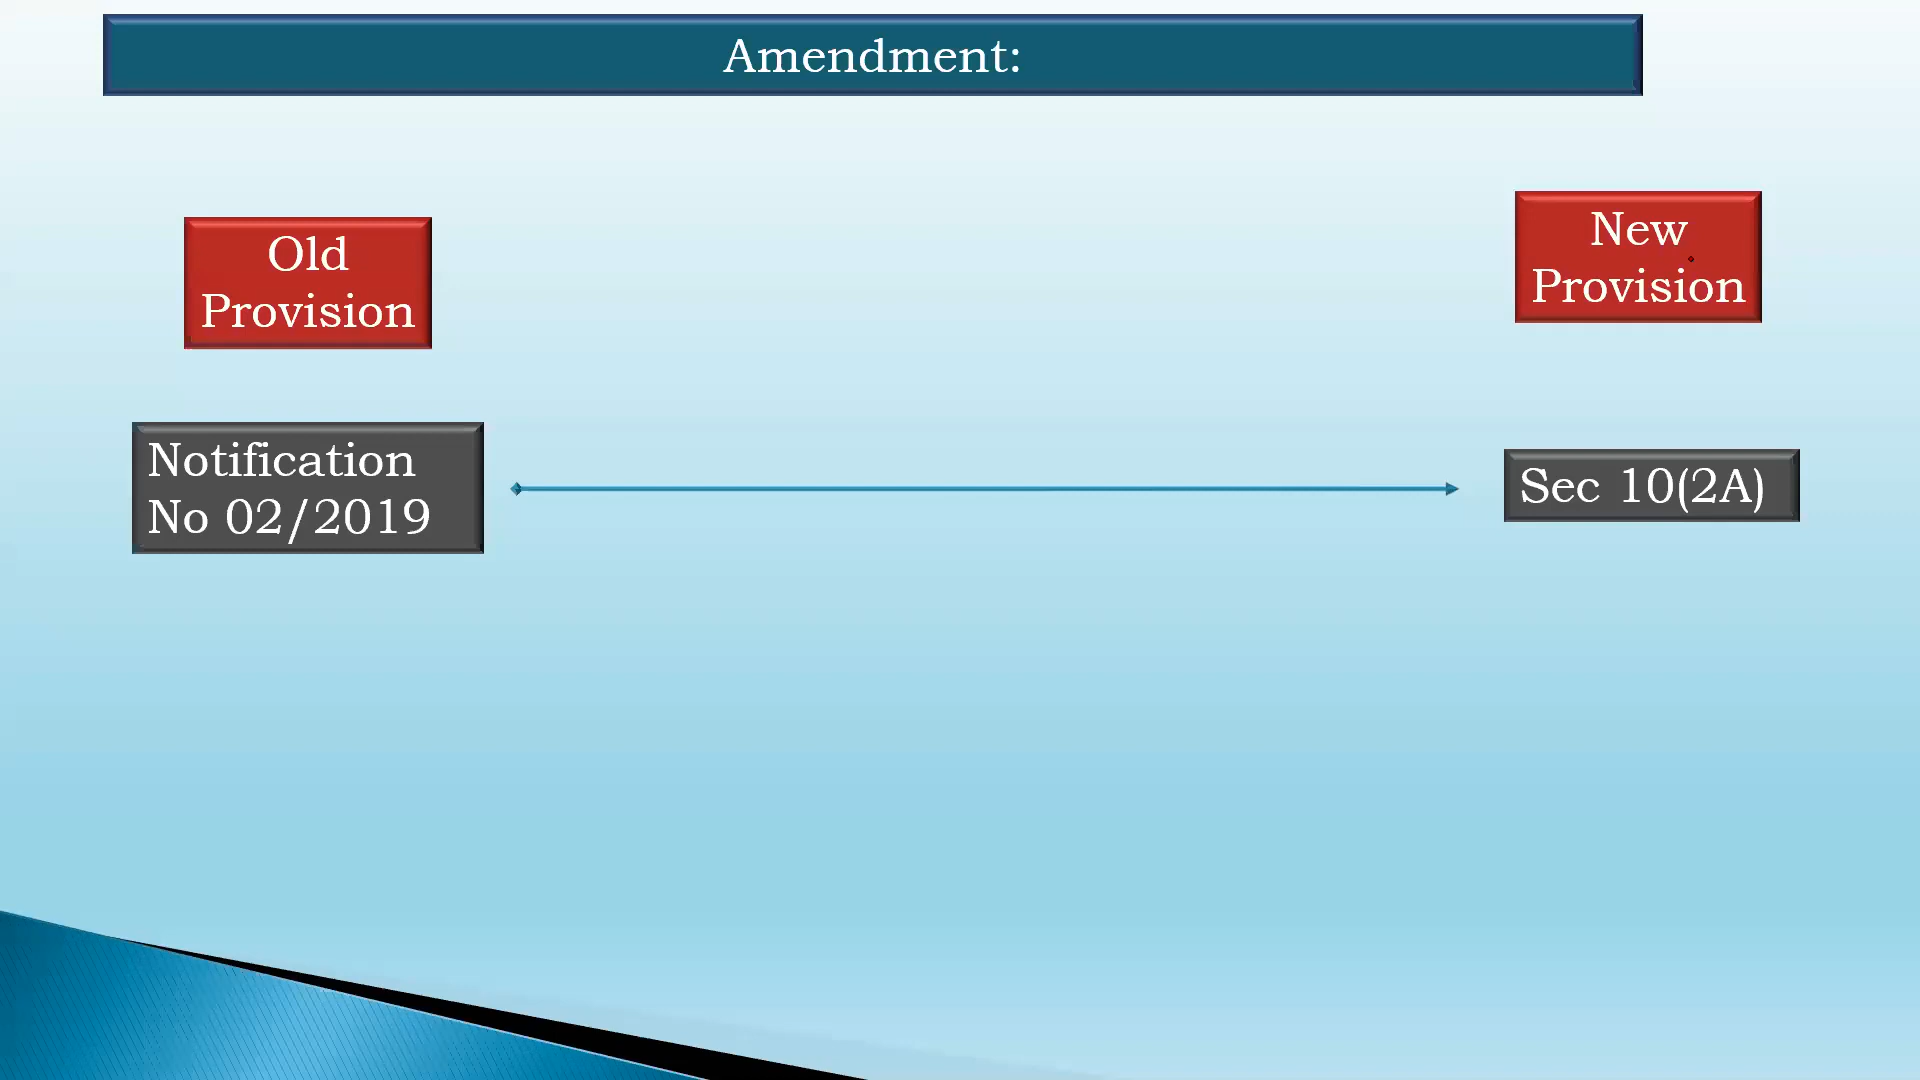 Amendment:
Old
Provision
New
Provision
Notification
No 02/2019
Sec 10(2A)